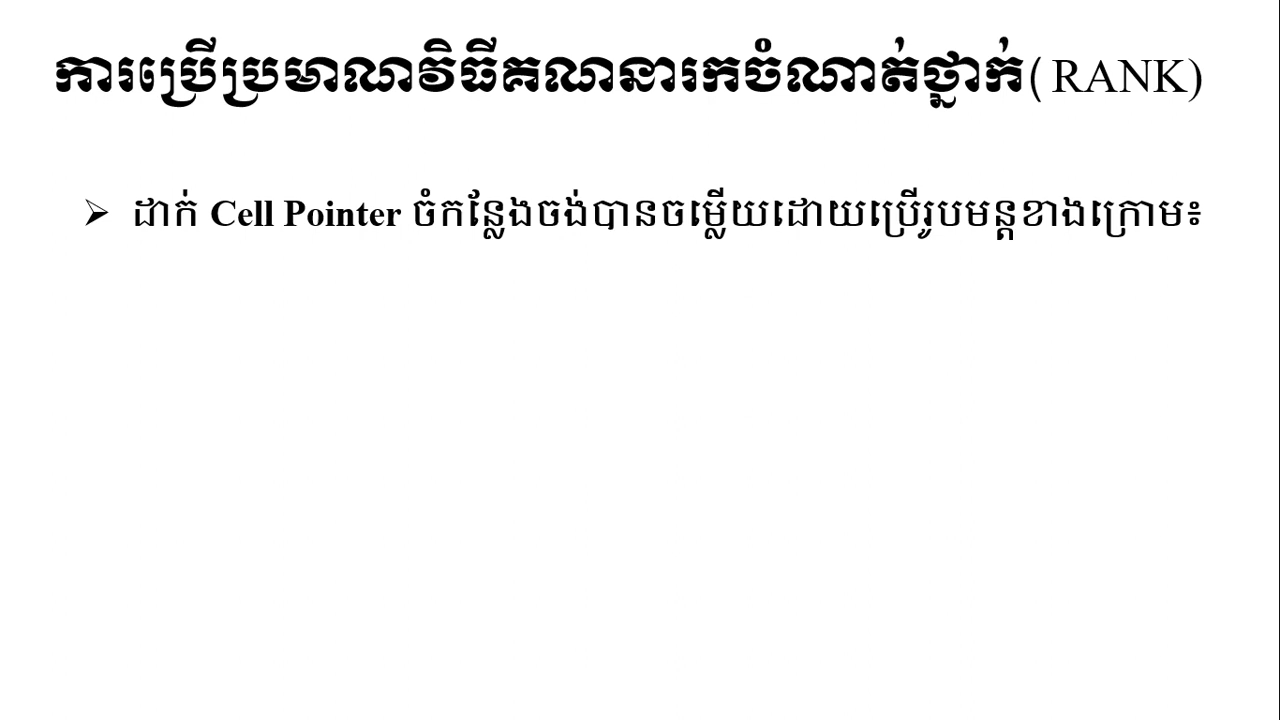 ការប្រើប្រមាណវិធីគណនារកចំណាត់ថ្នាក់(RANK)
➢ ដាក់ Cell Pointer ចំកន្លែងចង់បានចម្លើយដោយប្រើរូបមន្តខាងក្រោម៖